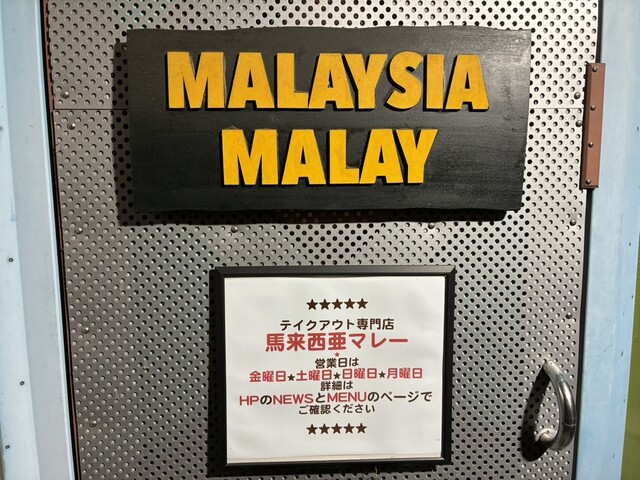 MALAYSIA
MALAY
★★★★★
テイクアウト専門店
馬来西亜マレー
★
営業日は
金曜日★土曜日★日曜日★月曜日
詳細は
HPのNEWSとMENUのページで
ご確認ください
★★★★★